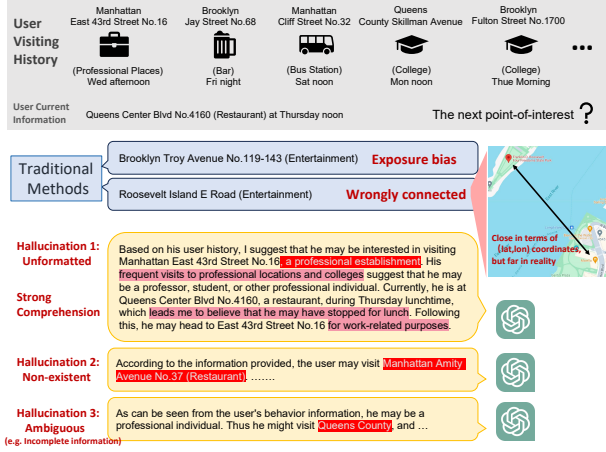 User
Visiting
History
Manhattan
East 43rd Street No.16
(Professional Places)
Wed afternoon
Brooklyn
Jay Street No.68
(Bar)
Fri night
Manhattan
Cliff Street No.32
(Bus Station)
Sat noon
Queens
County Skillman Avenue
(College)
Mon noon
Brooklyn
Fulton Street No.1700
(College)
Thue Morning
...
User Current
Information
Queens Center Blvd No.4160 (Restaurant) at Thursday noon
The next point-of-interest ?
Traditional
Methods
Brooklyn Troy Avenue No.119-143 (Entertainment) Exposure bias
Roosevelt Island E Road (Entertainment) Wrongly connected
Close in terms of
(lat,lon) coordinates,
but far in reality
Hallucination 1:
Unformatted
Strong
Comprehension
Based on his user history, I suggest that he may be interested in visiting
Manhattan East 43rd Street No.16, a professional establishment. His
frequent visits to professional locations and colleges suggest that he may
be a professor, student, or other professional individual. Currently, he is at
Queens Center Blvd No.4160, a restaurant, during Thursday lunchtime,
which leads me to believe that he may have stopped for lunch. Following
this, he may head to East 43rd Street No.16 for work-related purposes.
Hallucination 2:
Non-existent
According to the information provided, the user may visit Manhattan Amity
Avenue No.37 (Restaurant), …….
Hallucination 3:
Ambiguous
(e.g. Incomplete information)
As can be seen from the user's behavior information, he may be a
professional individual. Thus he might visit Queens County, and …